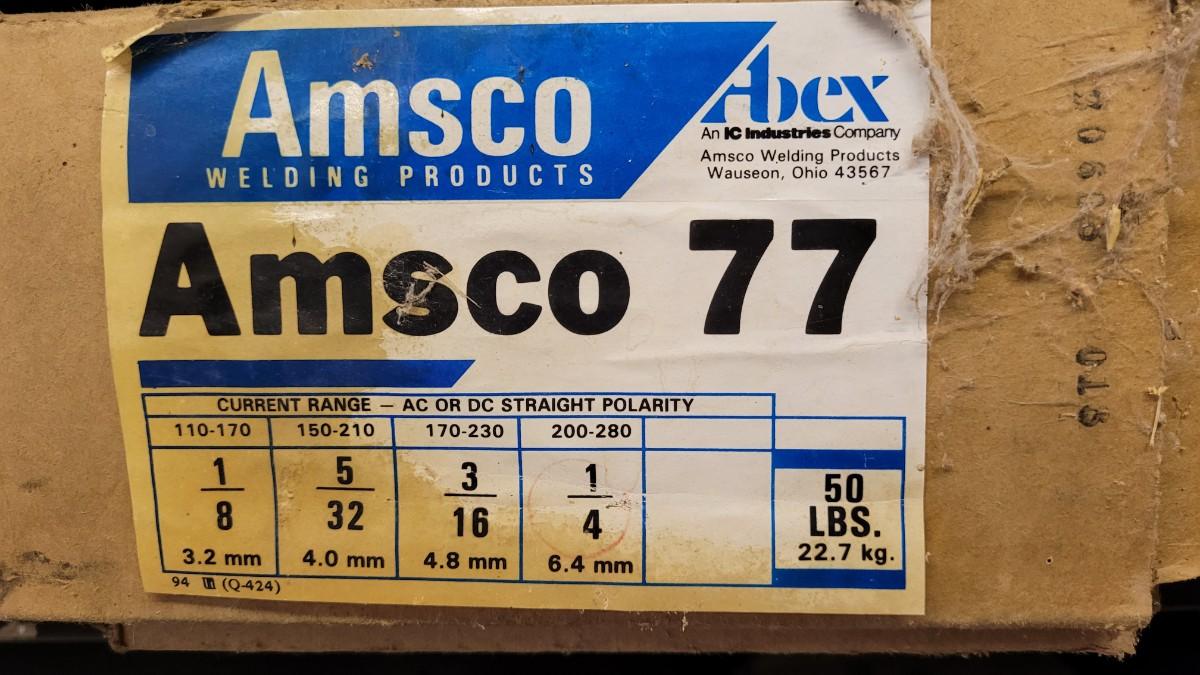 Amsco
WELDING PRODUCTS
Abex
An IC Industries Company
Amsco Welding Products
Wauseon, Ohio 43567
Amsco 77
CURRENT RANGE — AC OR DC STRAIGHT POLARITY
110-170 150-210 170-230 200-280
1/8 5/32 3/16 1/4
3.2 mm 4.0 mm 4.8 mm 6.4 mm
50
LBS.
22.7 kg.
94 (Q-424)